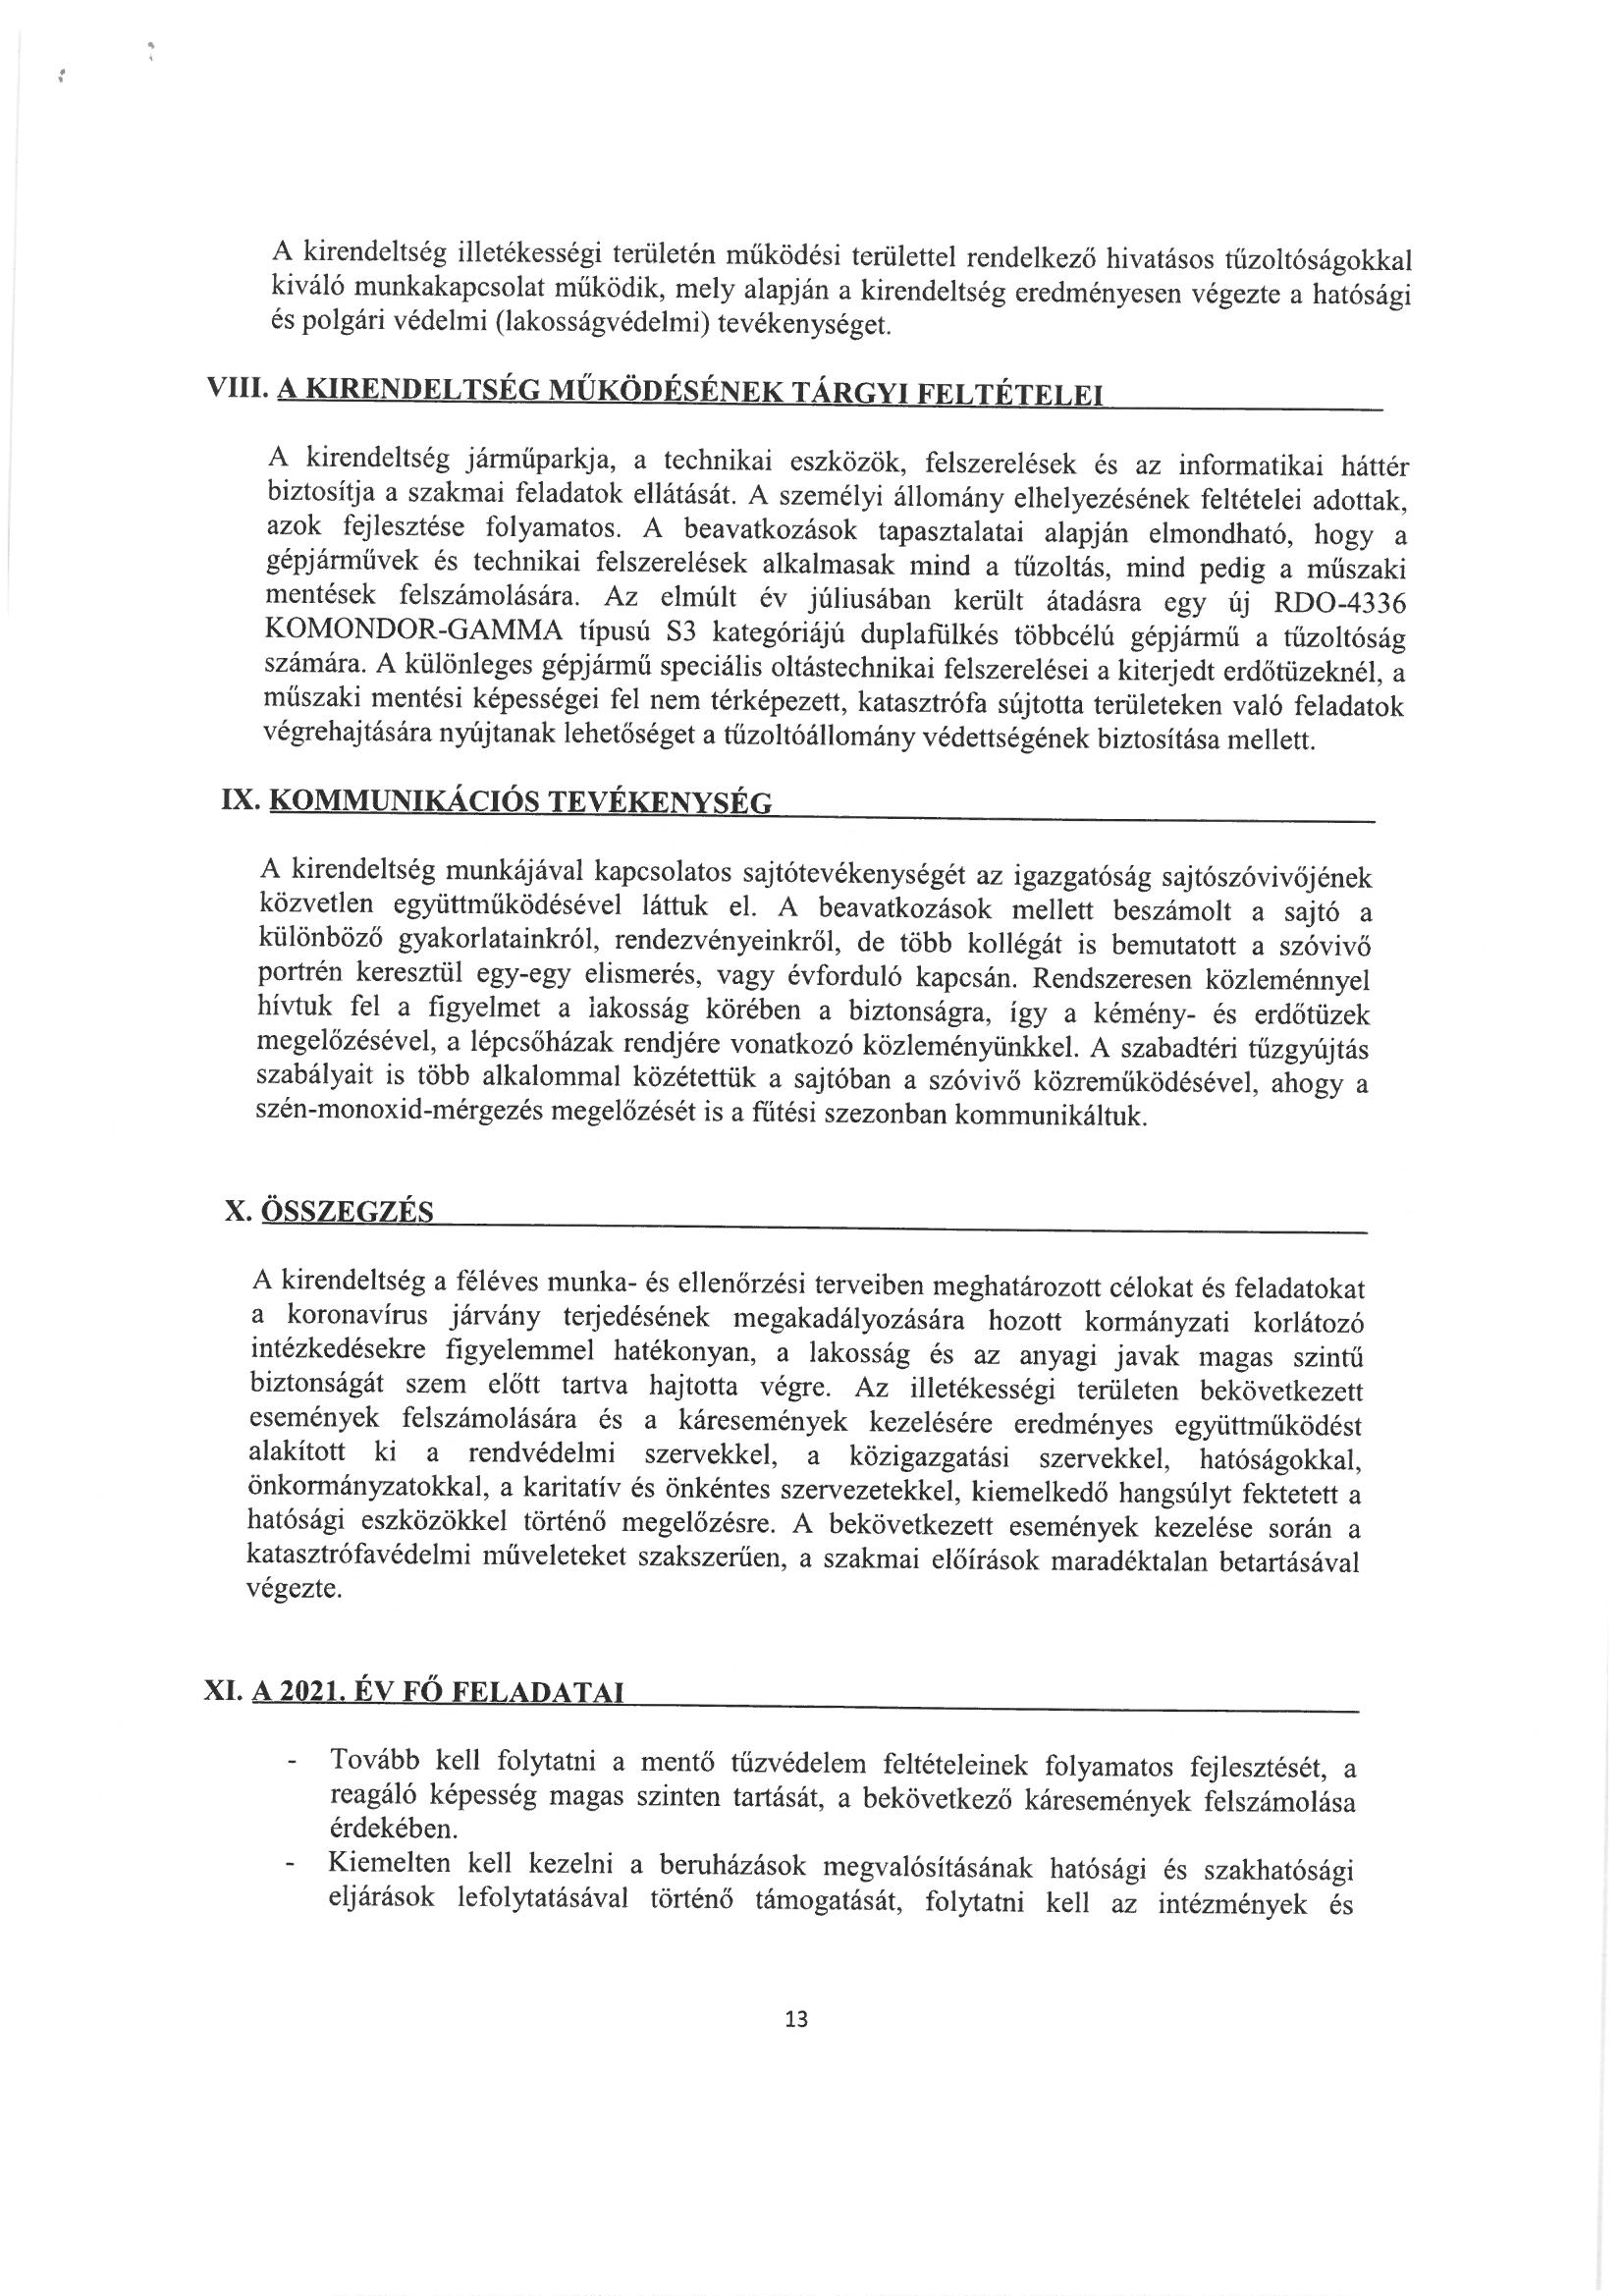 A kirendeltség illetékességi területén működési területtel rendelkező hivatásos tűzoltóságokkal
kiváló munkakapcsolat működik, mely alapján a kirendeltség eredményesen végezte a hatósági
és polgári védelmi (lakosságvédelmi) tevékenységet.
VIII. A KIRENDELTSÉG MŰKÖDÉSÉNEK TÁRGYI FELTÉTELEI
A kirendeltség járműparkja, a technikai eszközök, felszerelések és az informatikai háttér
biztosítja a szakmai feladatok ellátását. A személyi állomány elhelyezésének feltételei adottak,
azok fejlesztése folyamatos. A beavatkozások tapasztalatai alapján elmondható, hogy a
gépjárművek és technikai felszerelések alkalmasak mind a tűzoltás, mind pedig a műszaki
mentések felszámolására. Az elmúlt év júliusában került átadásra egy új RDO-4336
KOMONDOR-GAMMA típusú S3 kategóriájú duplafülkés többcélú gépjármű a tűzoltóság
számára. A különleges gépjármű speciális oltástechnikai felszerelései a kiterjedt erdőtüzeknél, a
műszaki mentési képességei fel nem térképezett, katasztrófa sújtotta területeken való feladatok
végrehajtására nyújtanak lehetőséget a tűzoltóállomány védettségének biztosítása mellett.
IX. KOMMUNIKÁCIÓS TEVÉKENYSÉG
A kirendeltség munkájával kapcsolatos sajtótevékenységét az igazgatóság sajtószóvivőjének
közvetlen együttműködésével láttuk el. A beavatkozások mellett beszámolt a sajtó a
különböző gyakorlatainkról, rendezvényeinkről, de több kollégát is bemutatott a szóvivő
portrén keresztül egy-egy elismerés, vagy évforduló kapcsán. Rendszeresen közleménnyel
hívtuk fel a figyelmet a lakosság körében a biztonságra, így a kémény- és erdőtüzek
megelőzésével, a lépcsőházak rendjére vonatkozó közleményünkkel. A szabadtéri tűzgyújtás
szabályait is több alkalommal közétettük a sajtóban a szóvivő közreműködésével, ahogy a
szén-monoxid-mérgezés megelőzését is a fűtési szezonban kommunikáltuk.
X. ÖSSZEGZÉS
A kirendeltség a féléves munka- és ellenőrzési terveiben meghatározott célokat és feladatokat
a koronavírus járvány terjedésének megakadályozására hozott kormányzati korlátozó
intézkedésekre figyelemmel hatékonyan, a lakosság és az anyagi javak magas szintű
biztonságát szem előtt tartva hajtotta végre. Az illetékességi területen bekövetkezett
események felszámolására és a káresemények kezelésére eredményes együttműködést
alakított ki a rendvédelmi szervekkel, a közigazgatási szervekkel, hatóságokkal,
önkormányzatokkal, a karitatív és önkéntes szervezetekkel, kiemelkedő hangsúlyt fektetett a
hatósági eszközökkel történő megelőzésre. A bekövetkezett események kezelése során a
katasztrófavédelmi műveleteket szakszerűen, a szakmai előírások maradéktalan betartásával
végezte.
XI. A 2021. ÉV FŐ FELADATAI
- Tovább kell folytatni a mentő tűzvédelem feltételeinek folyamatos fejlesztését, a
reagáló képesség magas szinten tartását, a bekövetkező káresemények felszámolása
érdekében.
- Kiemelten kell kezelni a beruházások megvalósításának hatósági és szakhatósági
eljárások lefolytatásával történő támogatását, folytatni kell az intézmények és
13